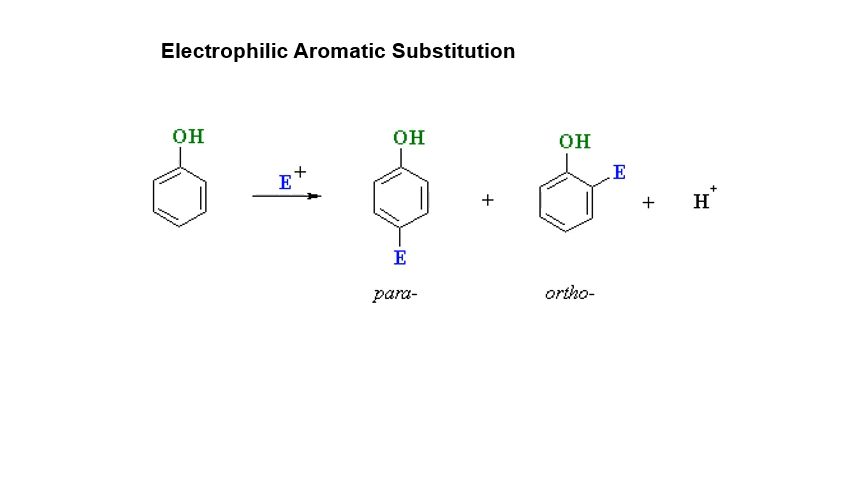 Electrophilic Aromatic Substitution
OH
E+
OH
E
para-
+
OH
E
ortho-
+
H+